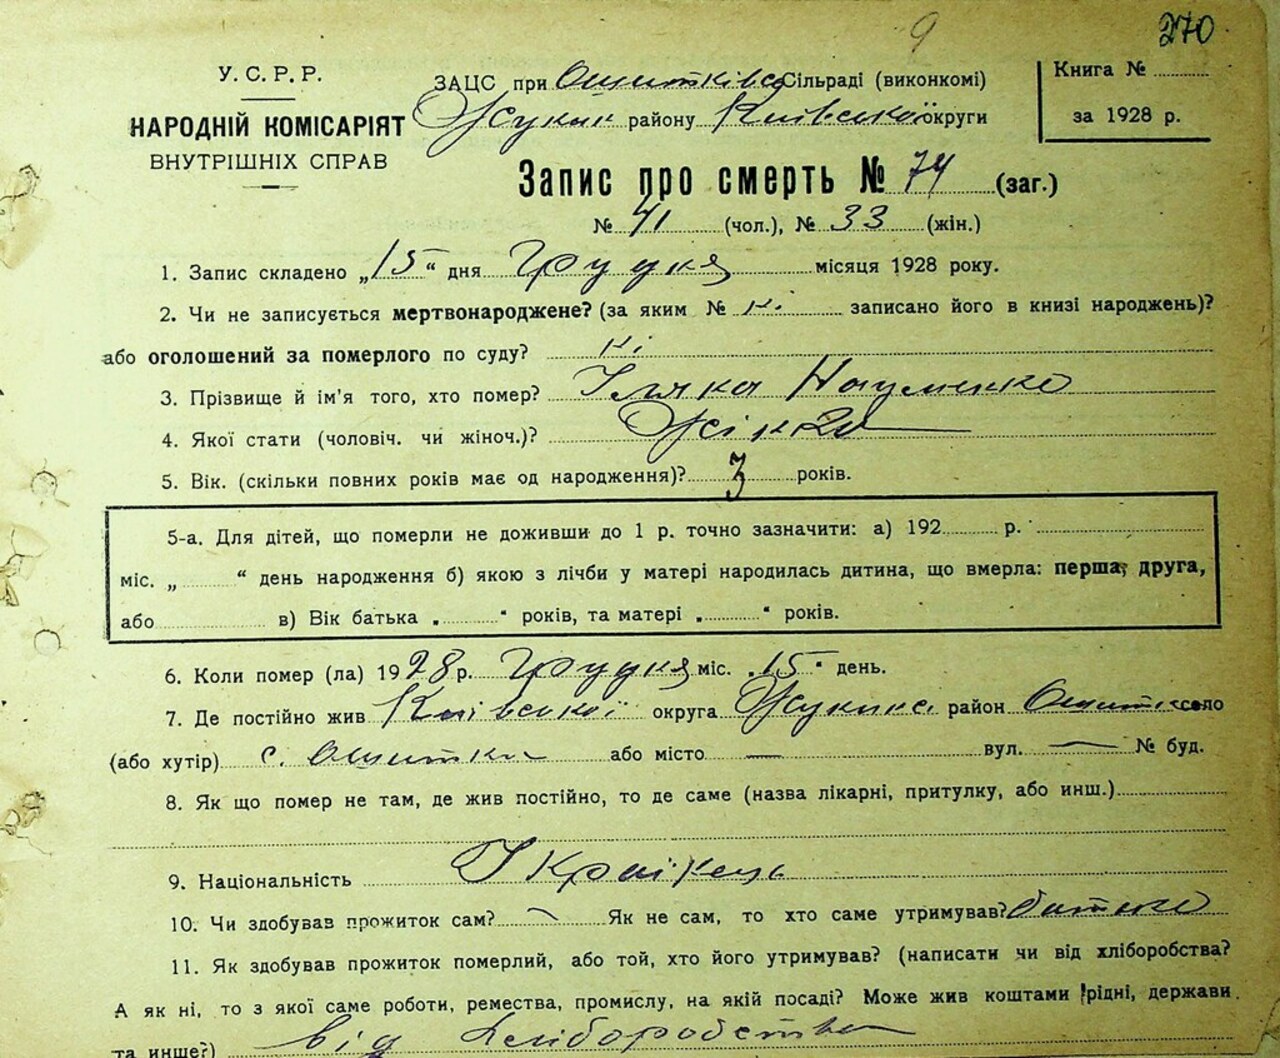 9
270
У. С. Р. Р.
НАРОДНІЙ КОМІСАРІЯТ
ВНУТРІШНІХ СПРАВ
ЗАЦС при Ошитківс Сільраді (виконкомі)
Жукин району Київської округи
Книга №
за 1928 р.
Запис про смерть № 74 (заг.)
№ 41 (чол.), № 33 (жін.)
1. Запис складено „15“ дня Грудня місяця 1928 року.
2. Чи не записується мертвонароджене? (за яким № ні записано його в книзі народжень)?
або оголошений за померлого по суду? ні
3. Прізвище й ім'я того, хто помер? Науменко
4. Якої стати (чоловіч. чи жіноч.)? Жінка
5. Вік. (скільки повних років має од народження)? 3 років.
5-а. Для дітей, що померли не доживши до 1 р. точно зазначити: а) 192 р.
міс. „ “ день народження б) якою з лічби у матері народилась дитина, що вмерла: перша, друга,
або в) Вік батька „ “ років, та матері „ “ років.
6. Коли помер (ла) 1928 р. Грудня міс. „15“ день.
7. Де постійно жив Київської округа Жукинс район Ошитк село
(або хутір) с. Ошитки або місто — вул. — № буд.
8. Як що помер не там, де жив постійно, то де саме (назва лікарні, притулку, або инш.)
9. Національність Українець
10. Чи здобував прожиток сам? — Як не сам, то хто саме утримував? батько
11. Як здобував прожиток померлий, або той, хто його утримував? (написати чи від хліборобства?
А як ні, то з якої саме роботи, ремества, промислу, на якій посаді? Може жив коштами рідні, держави
та инше?) від хліборобства